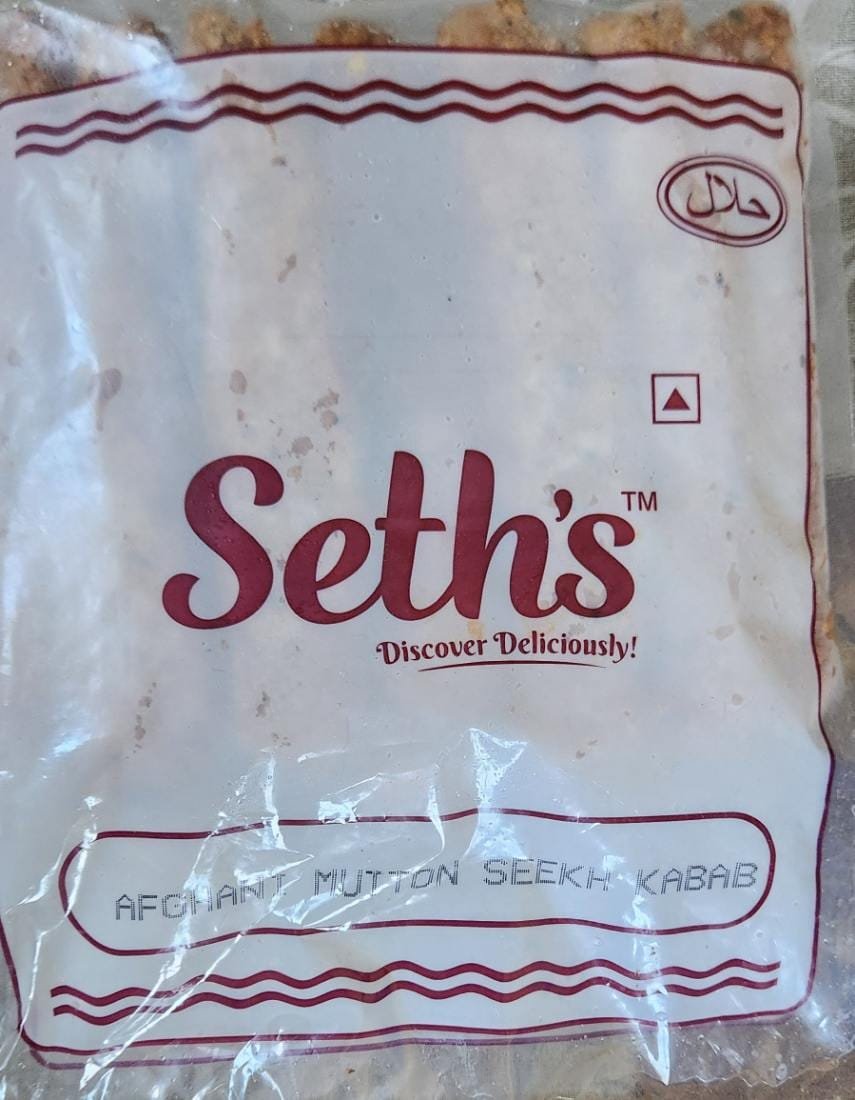 حلال
Seth's™
Discover Deliciously!
AFGHANI MUTTON SEEKH KABAB